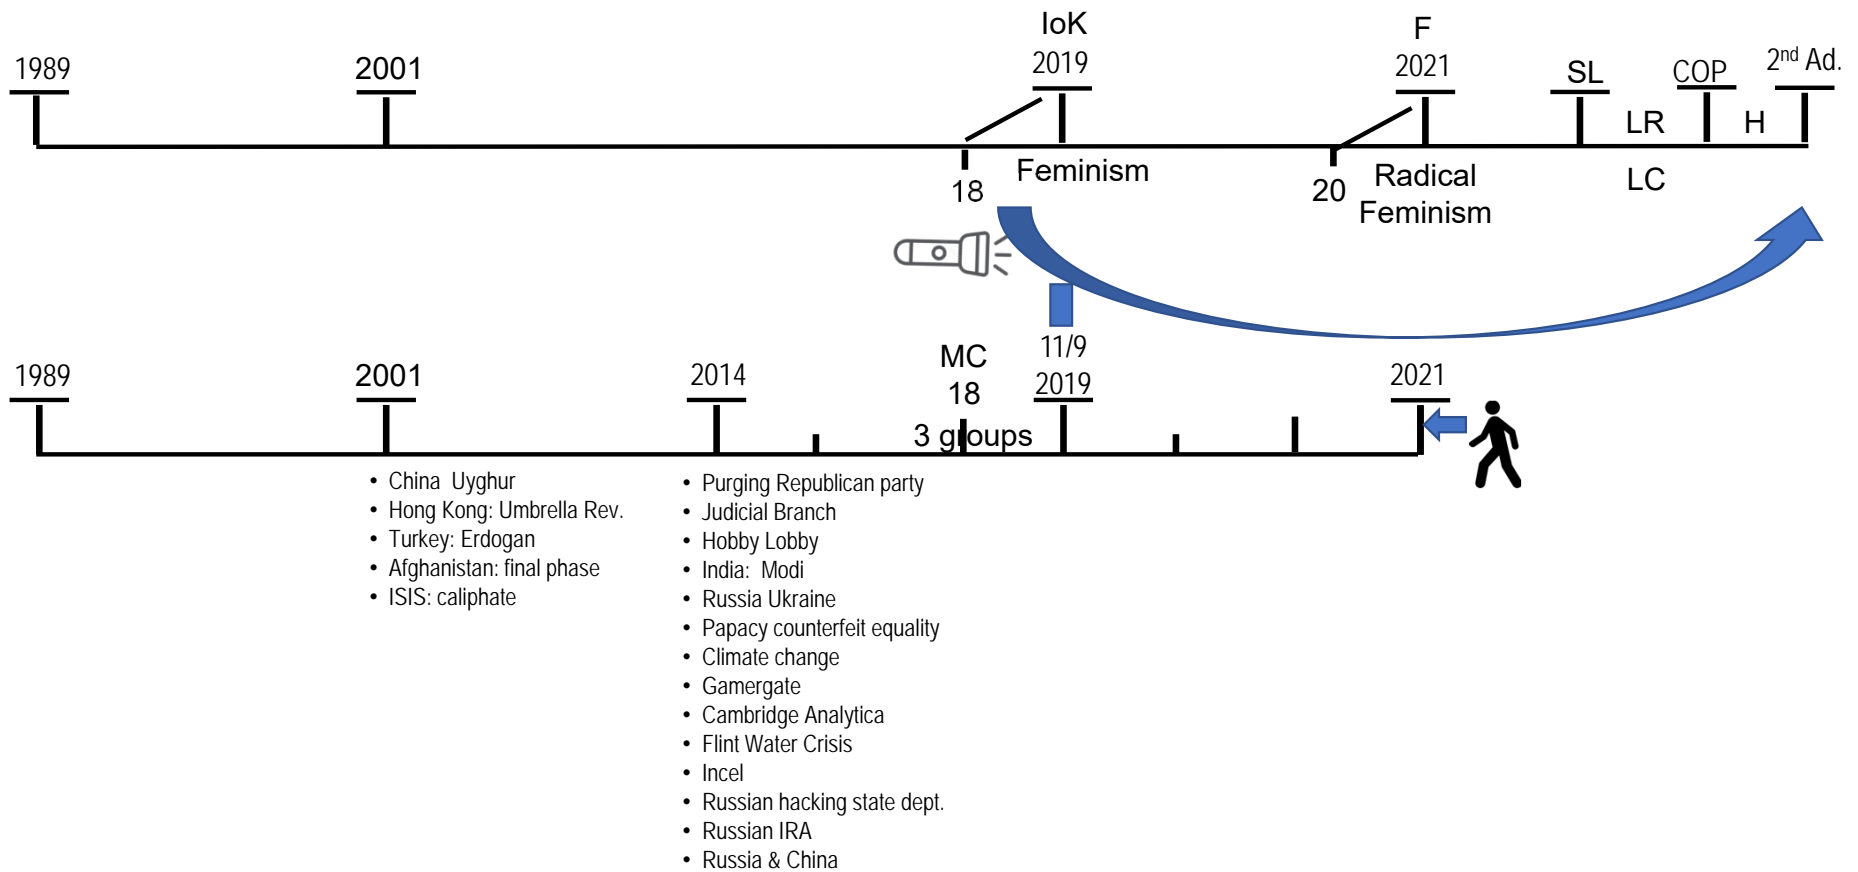 IoK
F
1989
2001
2019
2021
SL
COP
2nd Ad.
LR
H
18
Feminism
20
Radical
Feminism
LC
11/9
MC
1989
2001
2014
18
2019
2021
3 groups
• China  Uyghur
• Hong Kong: Umbrella Rev.
• Turkey: Erdogan
• Afghanistan: final phase
• ISIS: caliphate
• Purging Republican party
• Judicial Branch
• Hobby Lobby
• India:  Modi
• Russia Ukraine
• Papacy counterfeit equality
• Climate change
• Gamergate
• Cambridge Analytica
• Flint Water Crisis
• Incel
• Russian hacking state dept.
• Russian IRA
• Russia & China